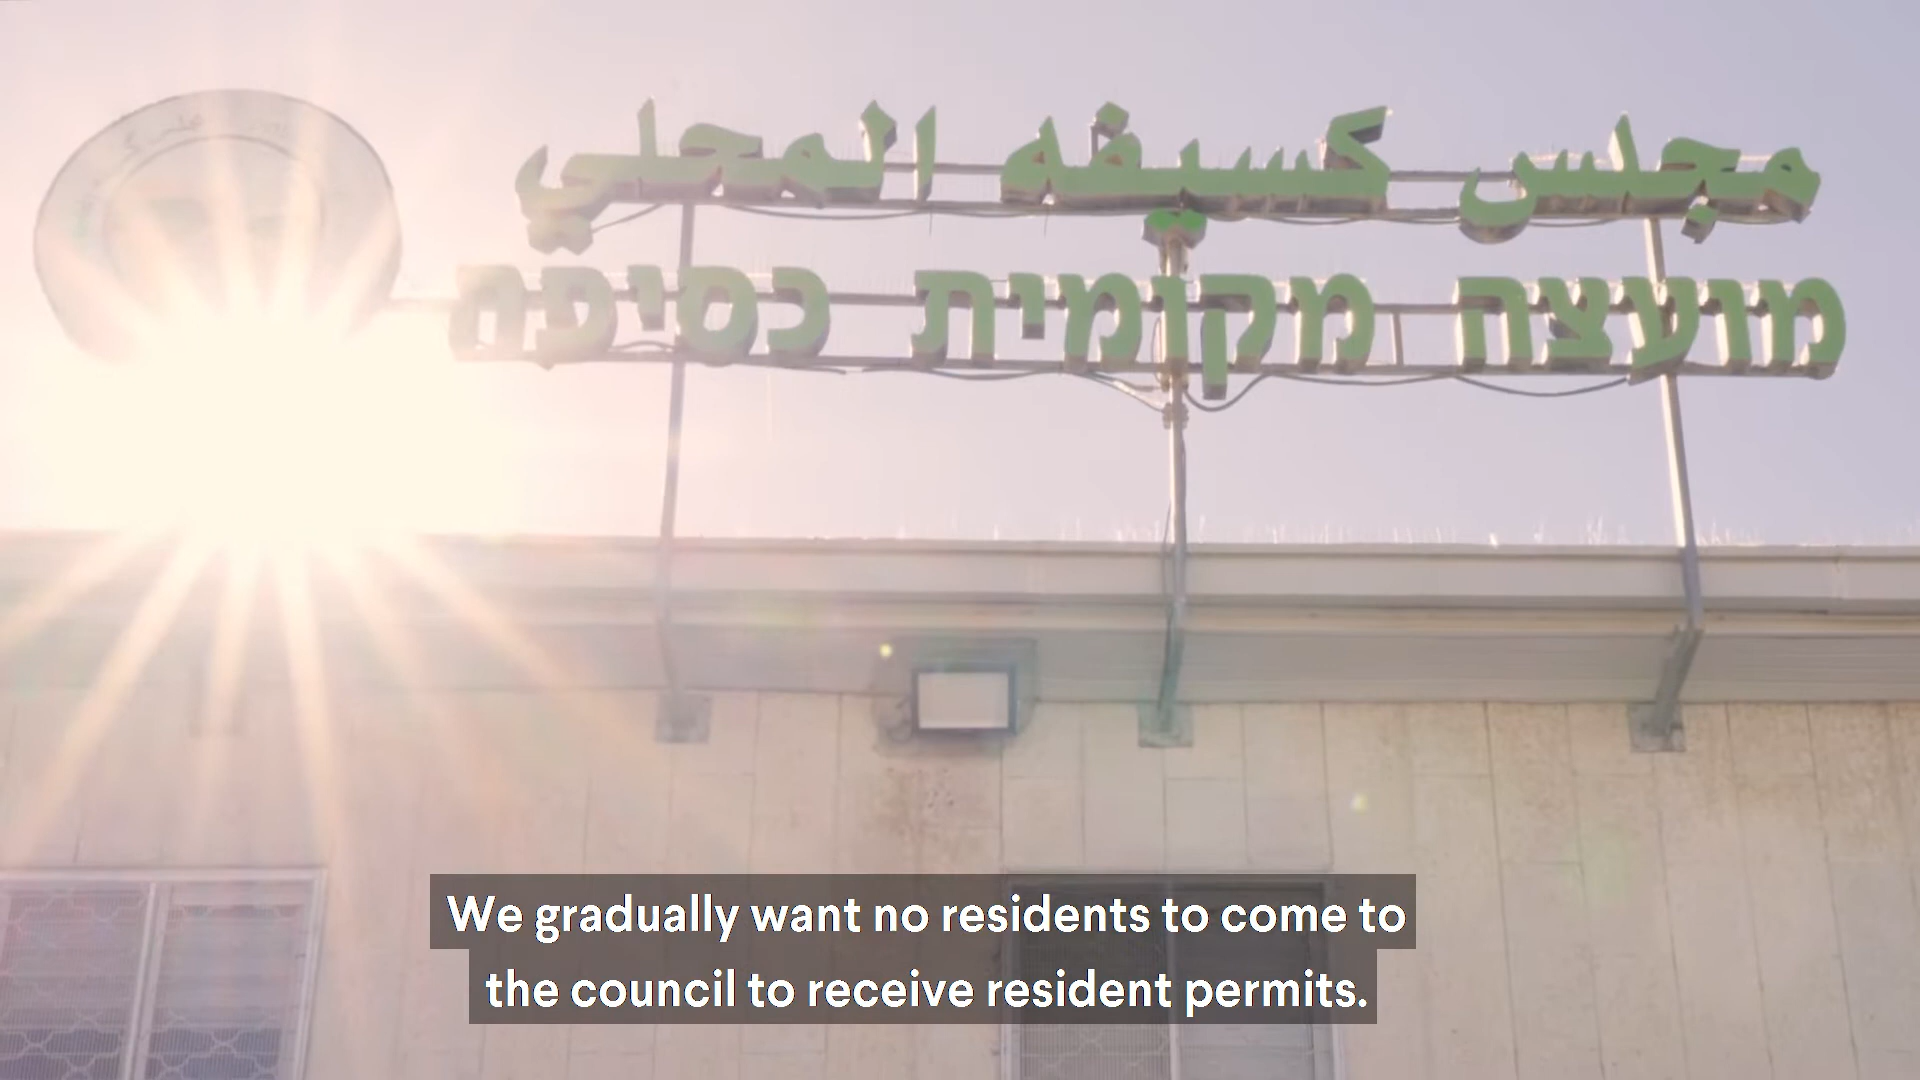 مجلس كسيفه المحلي
מועצה מקומית כסיפה
We gradually want no residents to come to
the council to receive resident permits.